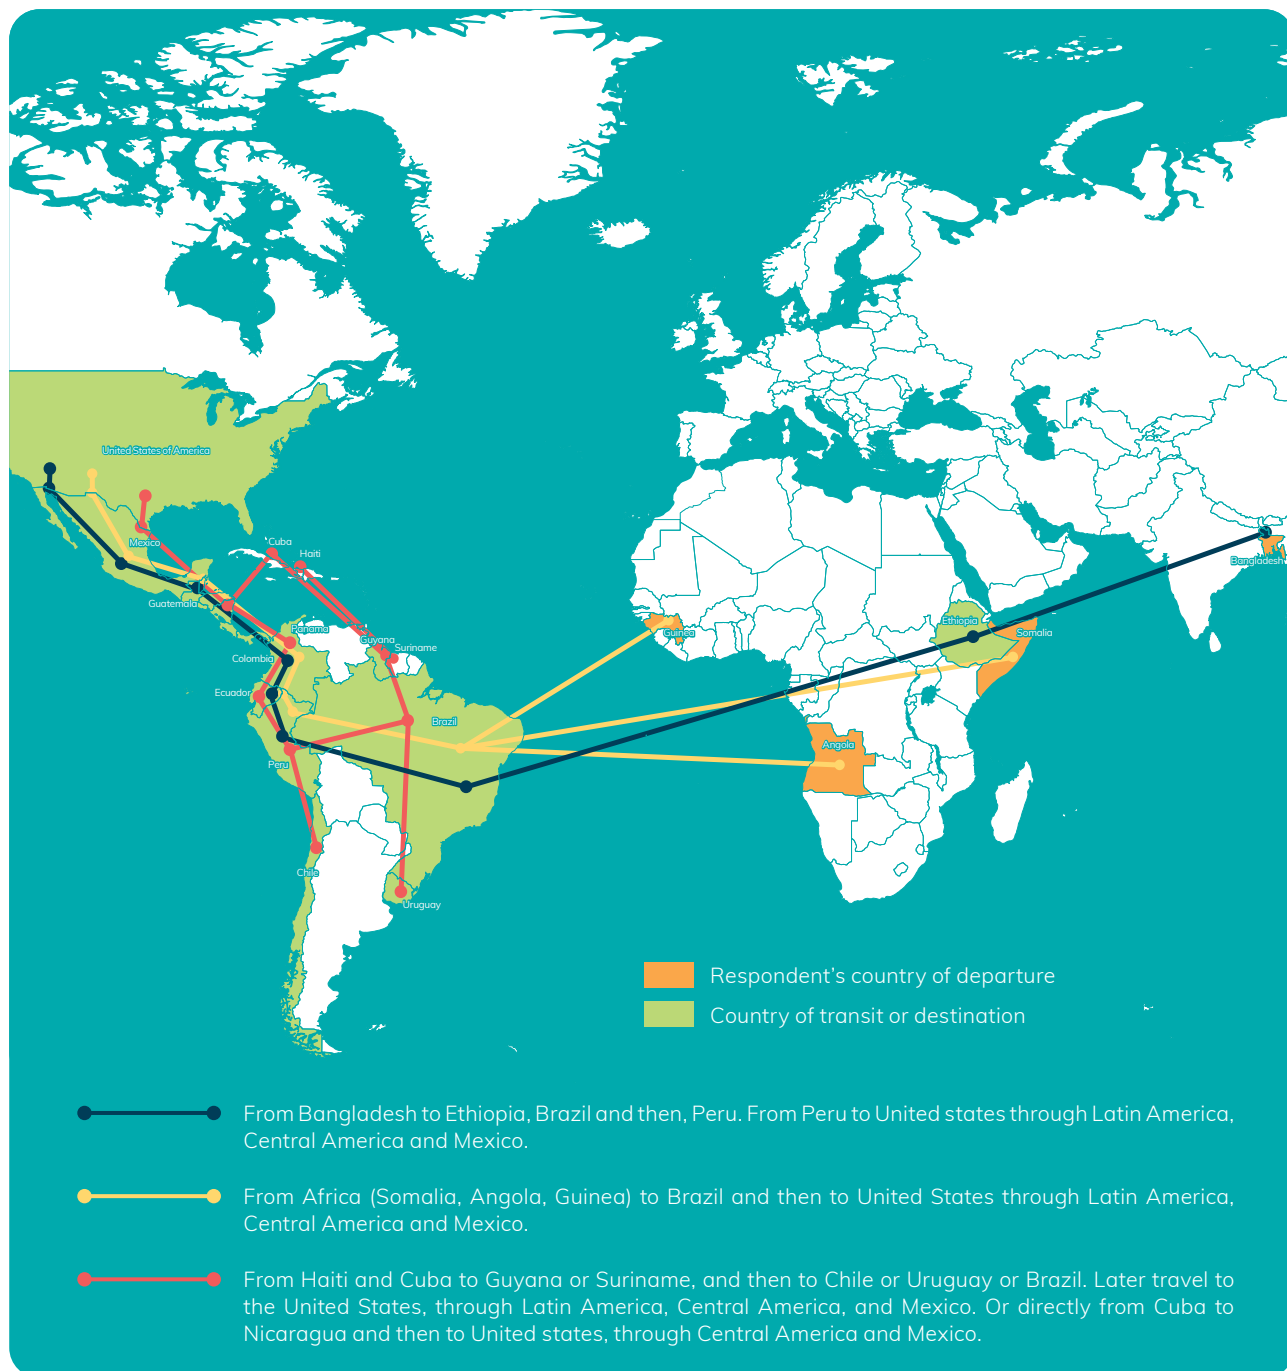 United States of America
Mexico
Cuba
Haiti
Guatemala
Panama
Guyana
Suriname
Colombia
Ecuador
Brazil
Peru
Chile
Uruguay
Guinea
Ethiopia
Somalia
Angola
Bangladesh
Respondent’s country of departure
Country of transit or destination
From Bangladesh to Ethiopia, Brazil and then, Peru. From Peru to United states through Latin America,
Central America and Mexico.
From Africa (Somalia, Angola, Guinea) to Brazil and then to United States through Latin America,
Central America and Mexico.
From Haiti and Cuba to Guyana or Suriname, and then to Chile or Uruguay or Brazil. Later travel to
the United States, through Latin America, Central America, and Mexico. Or directly from Cuba to
Nicaragua and then to United states, through Central America and Mexico.